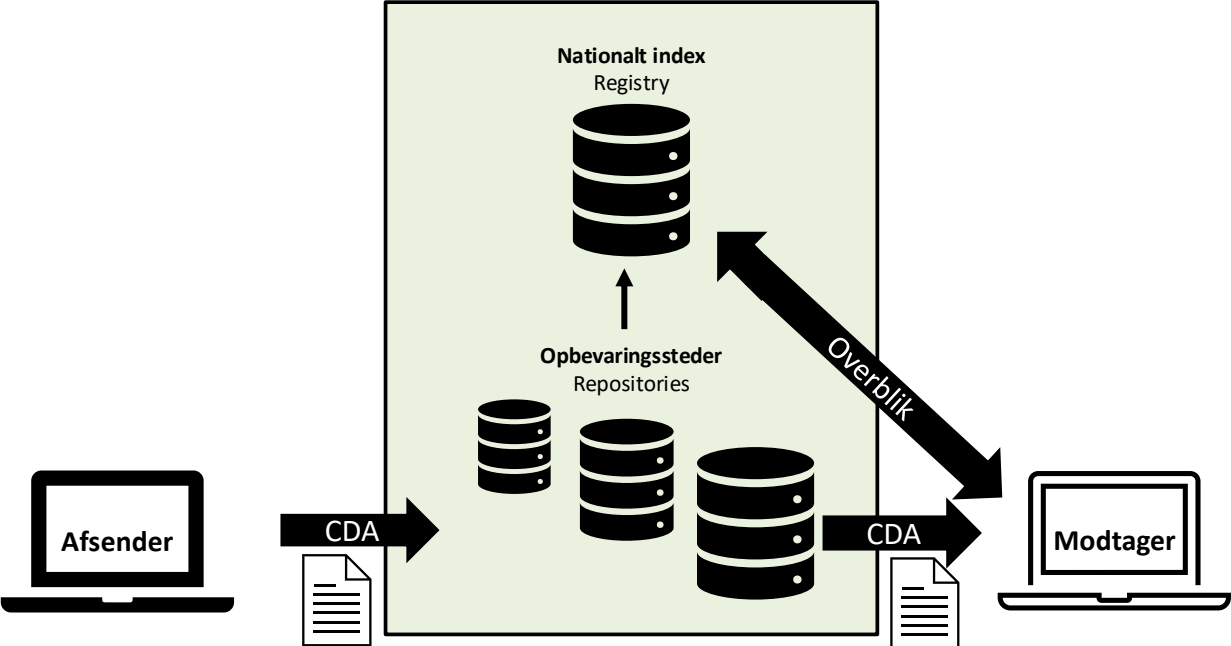 Nationalt index
Registry
Opbevaringssteder
Repositories
Overblik
Afsender
CDA
CDA
Modtager